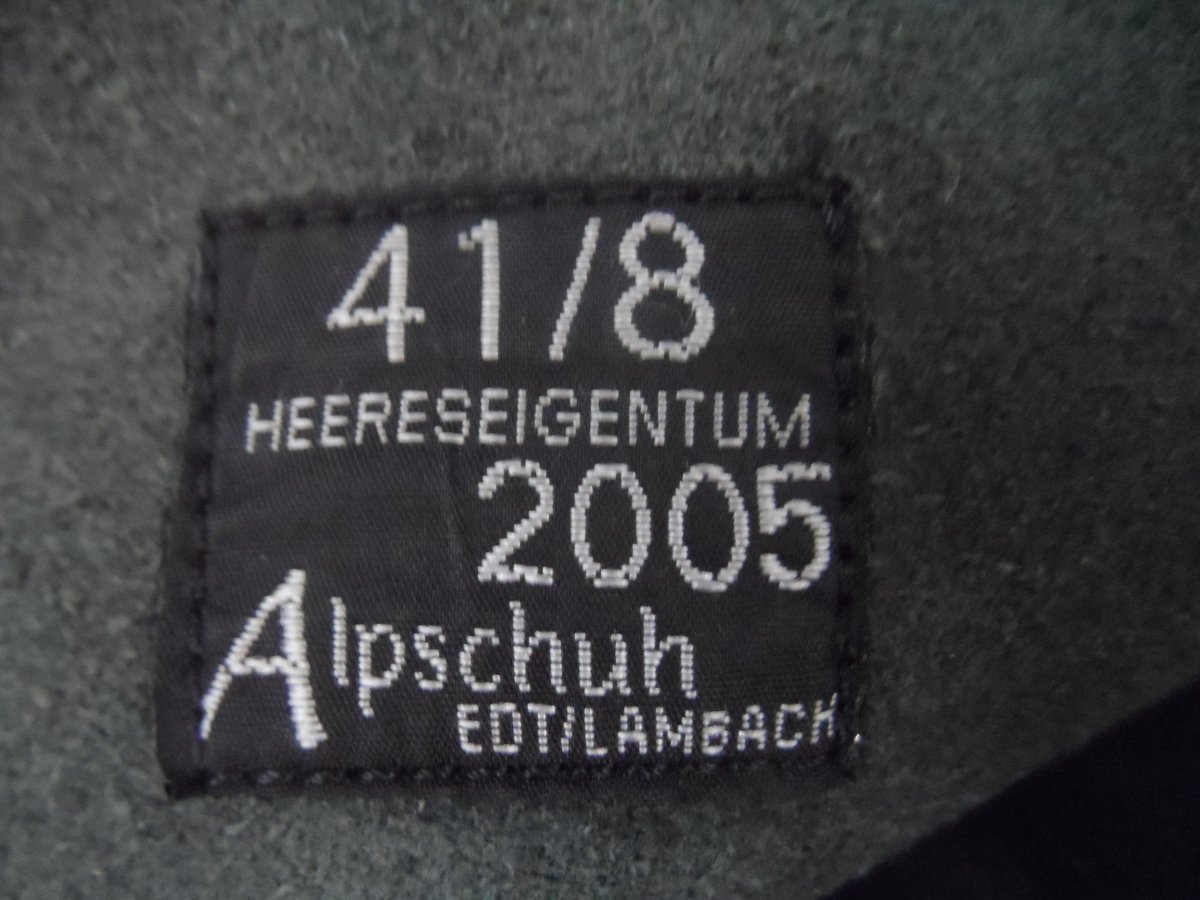 41/8
HEERESEIGENTUM
2005
Alpschuh
EDT/LAMBACH